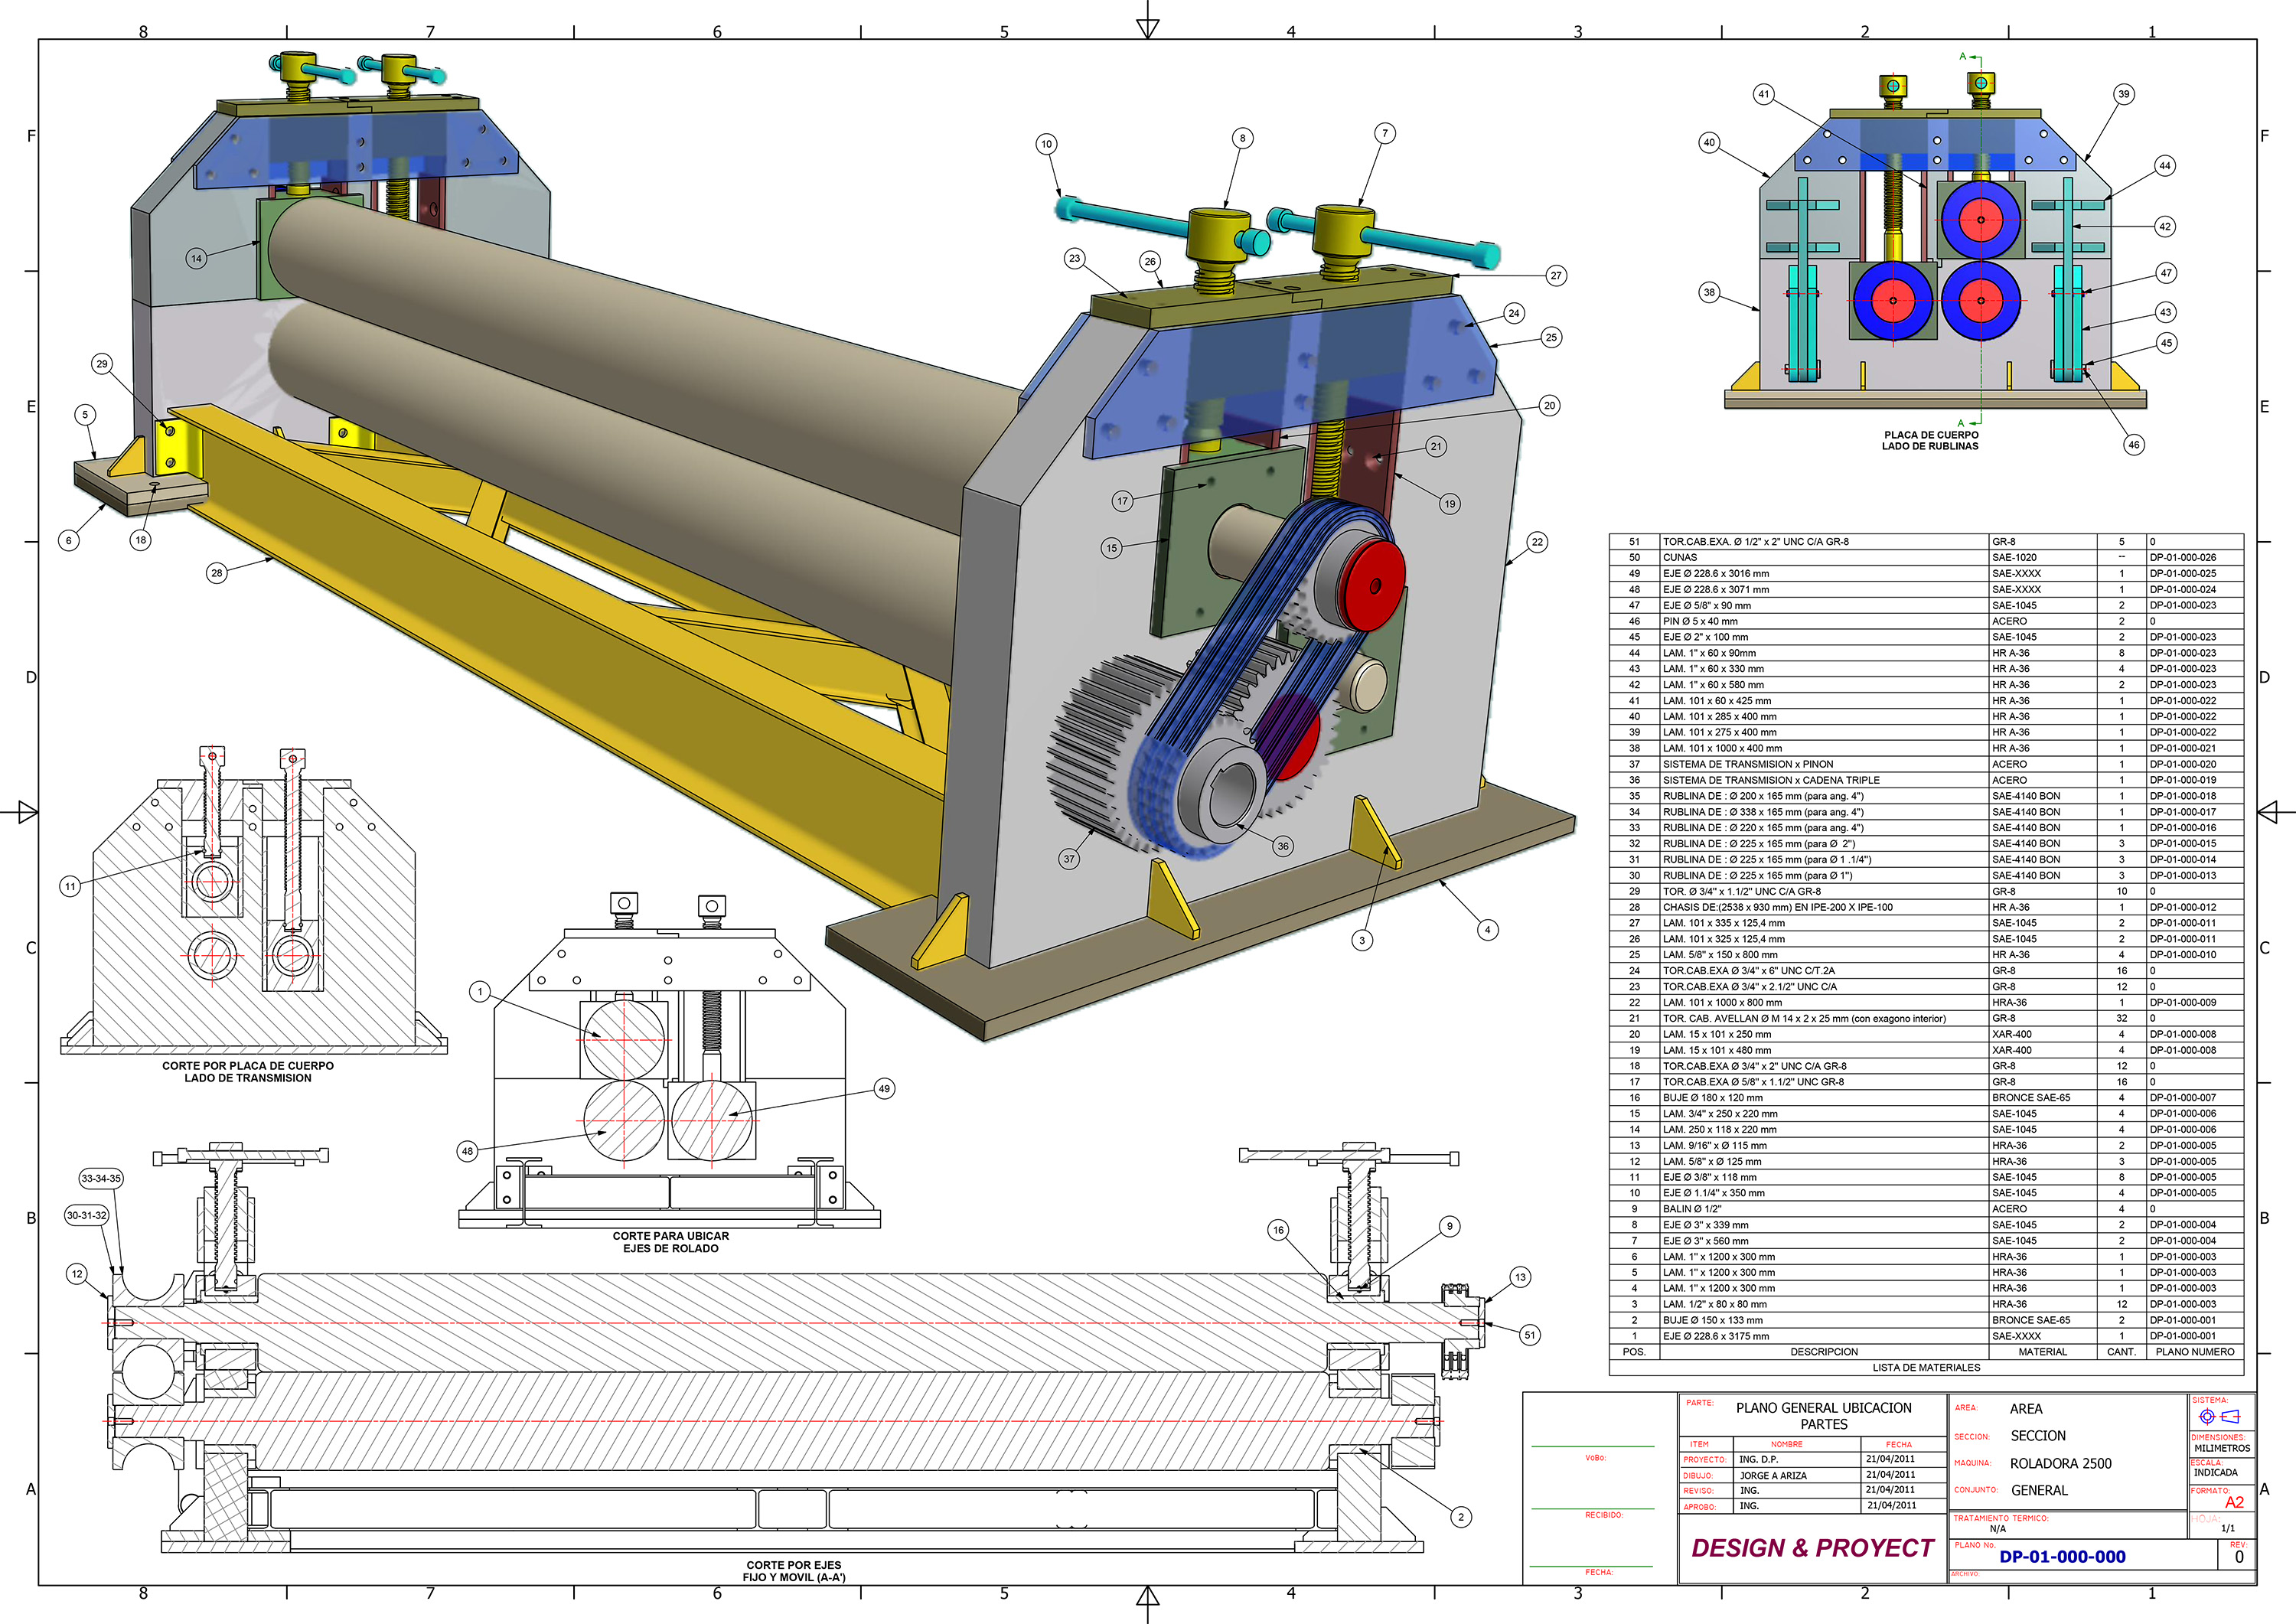 8 7 6 5 4 3 2 1
F
E
D
C
B
A
F
E
D
C
B
A
10
8
7
23
26
27
14
24
25
20
21
19
17
15
22
29
5
6
18
28
37
36
3
4
A
41
39
40
44
42
47
38
43
45
46
A
PLACA DE CUERPO
LADO DE RUBLINAS
11
CORTE POR PLACA DE CUERPO
LADO DE TRANSMISION
1
49
48
CORTE PARA UBICAR
EJES DE ROLADO
33-34-35
30-31-32
12
16
9
13
51
2
CORTE POR EJES
FIJO Y MOVIL (A-A')
51 TOR.CAB.EXA. Ø 1/2" x 2" UNC C/A GR-8 GR-8 5 0
50 CUNAS SAE-1020 -- DP-01-000-026
49 EJE Ø 228.6 x 3016 mm SAE-XXXX 1 DP-01-000-025
48 EJE Ø 228.6 x 3071 mm SAE-XXXX 1 DP-01-000-024
47 EJE Ø 5/8" x 90 mm SAE-1045 2 DP-01-000-023
46 PIN Ø 5 x 40 mm ACERO 2 0
45 EJE Ø 2" x 100 mm SAE-1045 2 DP-01-000-023
44 LAM. 1" x 60 x 90mm HR A-36 8 DP-01-000-023
43 LAM. 1" x 60 x 330 mm HR A-36 4 DP-01-000-023
42 LAM. 1" x 60 x 580 mm HR A-36 2 DP-01-000-023
41 LAM. 101 x 60 x 425 mm HR A-36 1 DP-01-000-022
40 LAM. 101 x 285 x 400 mm HR A-36 1 DP-01-000-022
39 LAM. 101 x 275 x 400 mm HR A-36 1 DP-01-000-022
38 LAM. 101 x 1000 x 400 mm HR A-36 1 DP-01-000-021
37 SISTEMA DE TRANSMISION x PINON ACERO 1 DP-01-000-020
36 SISTEMA DE TRANSMISION x CADENA TRIPLE ACERO 1 DP-01-000-019
35 RUBLINA DE : Ø 200 x 165 mm (para ang. 4") SAE-4140 BON 1 DP-01-000-018
34 RUBLINA DE : Ø 338 x 165 mm (para ang. 4") SAE-4140 BON 1 DP-01-000-017
33 RUBLINA DE : Ø 220 x 165 mm (para ang. 4") SAE-4140 BON 1 DP-01-000-016
32 RUBLINA DE : Ø 225 x 165 mm (para Ø 2") SAE-4140 BON 3 DP-01-000-015
31 RUBLINA DE : Ø 225 x 165 mm (para Ø 1 .1/4") SAE-4140 BON 3 DP-01-000-014
30 RUBLINA DE : Ø 225 x 165 mm (para Ø 1") SAE-4140 BON 3 DP-01-000-013
29 TOR. Ø 3/4" x 1.1/2" UNC C/A GR-8 GR-8 10 0
28 CHASIS DE:(2538 x 930 mm) EN IPE-200 X IPE-100 HR A-36 1 DP-01-000-012
27 LAM. 101 x 335 x 125,4 mm SAE-1045 2 DP-01-000-011
26 LAM. 101 x 325 x 125,4 mm SAE-1045 2 DP-01-000-011
25 LAM. 5/8" x 150 x 800 mm HR A-36 4 DP-01-000-010
24 TOR.CAB.EXA Ø 3/4" x 6" UNC C/T.2A GR-8 16 0
23 TOR.CAB.EXA Ø 3/4" x 2.1/2" UNC C/A GR-8 12 0
22 LAM. 101 x 1000 x 800 mm HRA-36 1 DP-01-000-009
21 TOR. CAB. AVELLAN Ø M 14 x 2 x 25 mm (con exagono interior) GR-8 32 0
20 LAM. 15 x 101 x 250 mm XAR-400 4 DP-01-000-008
19 LAM. 15 x 101 x 480 mm XAR-400 4 DP-01-000-008
18 TOR.CAB.EXA Ø 3/4" x 2" UNC C/A GR-8 GR-8 12 0
17 TOR.CAB.EXA Ø 5/8" x 1.1/2" UNC GR-8 GR-8 16 0
16 BUJE Ø 180 x 120 mm BRONCE SAE-65 4 DP-01-000-007
15 LAM. 3/4" x 250 x 220 mm SAE-1045 4 DP-01-000-006
14 LAM. 250 x 118 x 220 mm SAE-1045 4 DP-01-000-006
13 LAM. 9/16" x Ø 115 mm HRA-36 2 DP-01-000-005
12 LAM. 5/8" x Ø 125 mm HRA-36 3 DP-01-000-005
11 EJE Ø 3/8" x 118 mm SAE-1045 8 DP-01-000-005
10 EJE Ø 1.1/4" x 350 mm SAE-1045 4 DP-01-000-005
9 BALIN Ø 1/2" ACERO 4 0
8 EJE Ø 3" x 339 mm SAE-1045 2 DP-01-000-004
7 EJE Ø 3" x 560 mm SAE-1045 2 DP-01-000-004
6 LAM. 1" x 1200 x 300 mm HRA-36 1 DP-01-000-003
5 LAM. 1" x 1200 x 300 mm HRA-36 1 DP-01-000-003
4 LAM. 1" x 1200 x 300 mm HRA-36 1 DP-01-000-003
3 LAM. 1/2" x 80 x 80 mm HRA-36 12 DP-01-000-003
2 BUJE Ø 150 x 133 mm BRONCE SAE-65 2 DP-01-000-001
1 EJE Ø 228.6 x 3175 mm SAE-XXXX 1 DP-01-000-001
POS. DESCRIPCION MATERIAL CANT. PLANO NUMERO
LISTA DE MATERIALES
VoBo:
RECIBIDO:
FECHA:
PARTE: PLANO GENERAL UBICACION
PARTES
ITEM NOMBRE FECHA
PROYECTO: ING. D.P. 21/04/2011
DIBUJO: JORGE A ARIZA 21/04/2011
REVISO: ING. 21/04/2011
APROBO: ING. 21/04/2011
DESIGN & PROYECT
AREA: AREA
SECCION: SECCION
MAQUINA: ROLADORA 2500
CONJUNTO: GENERAL
TRATAMIENTO TERMICO:
N/A
PLANO No.
DP-01-000-000
ARCHIVO:
SISTEMA:
DIMENSIONES:
MILIMETROS
ESCALA:
INDICADA
FORMATO:
A2
HOJA:
1/1
REV:
0
8 7 6 5 4 3 2 1